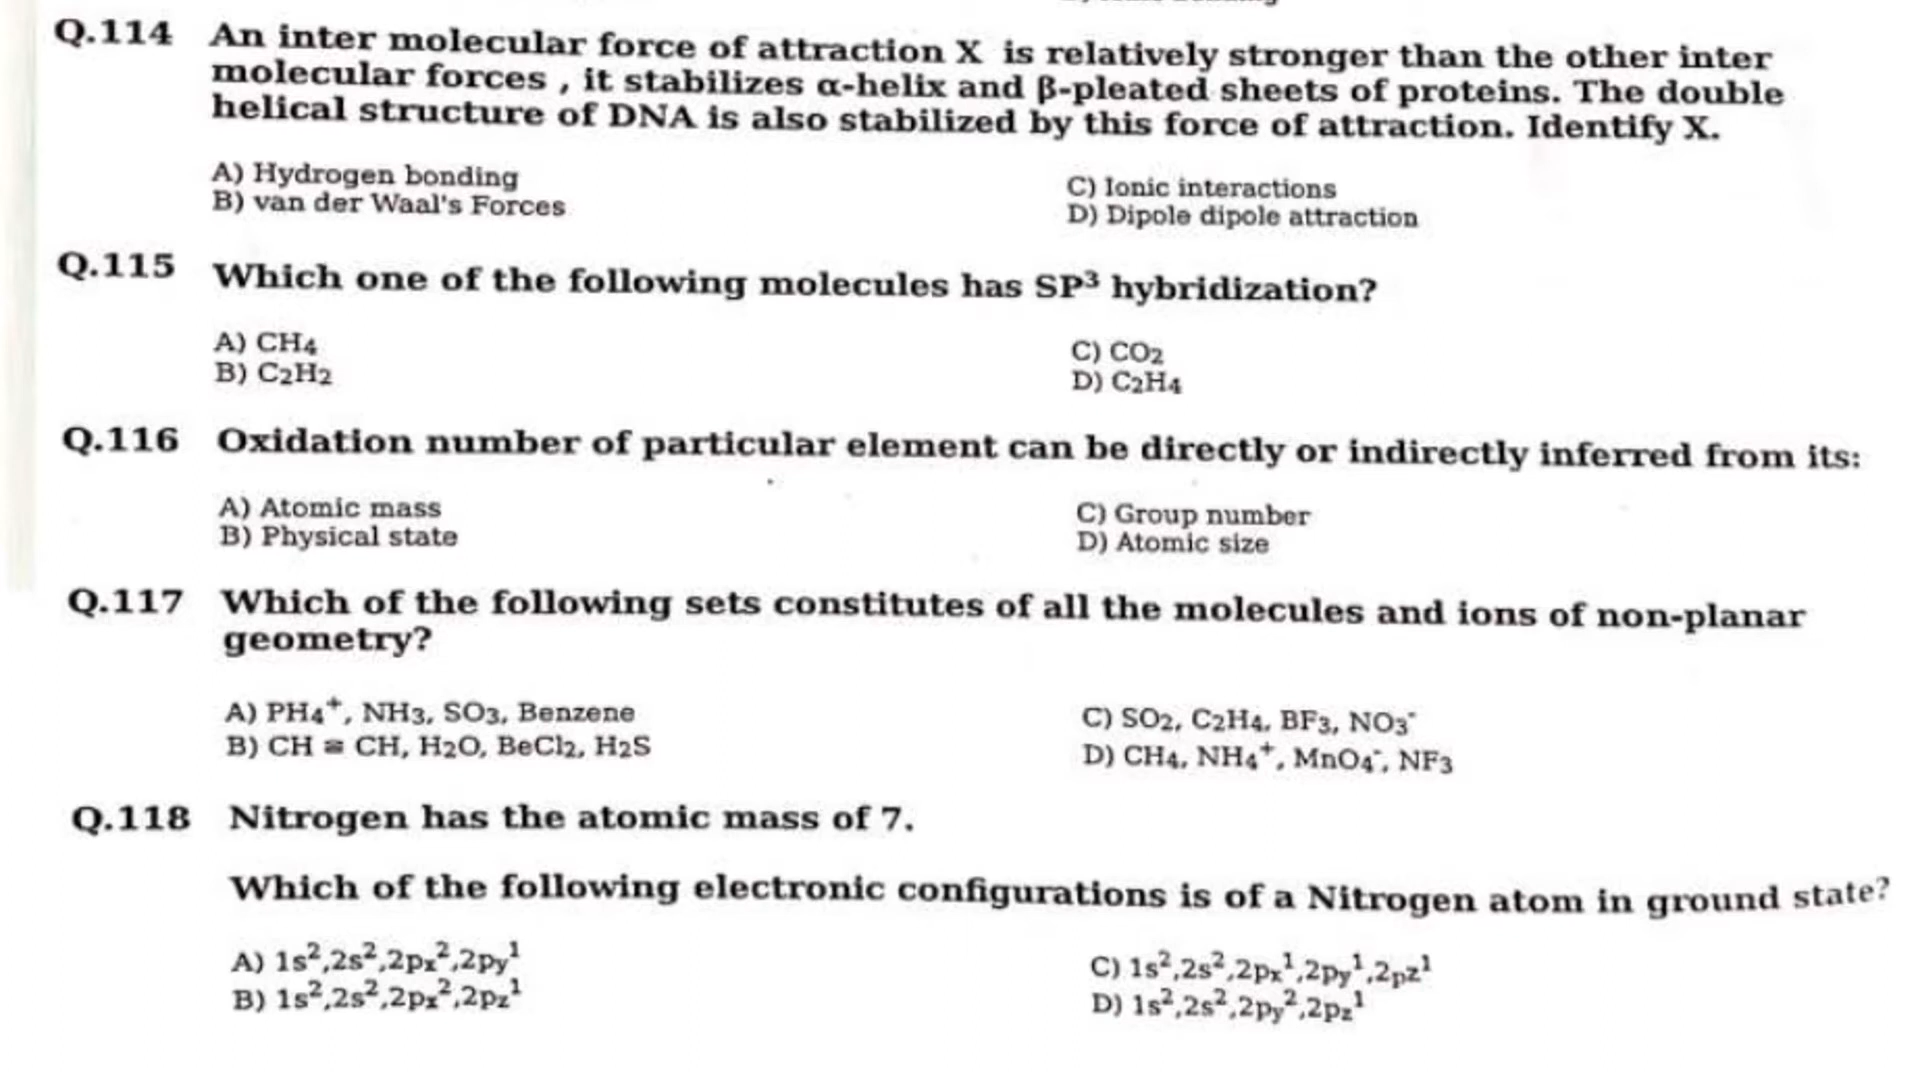 Q.114 An inter molecular force of attraction X is relatively stronger than the other inter
molecular forces , it stabilizes α-helix and β-pleated sheets of proteins. The double
helical structure of DNA is also stabilized by this force of attraction. Identify X.
A) Hydrogen bonding
B) van der Waal's Forces
C) Ionic interactions
D) Dipole dipole attraction
Q.115 Which one of the following molecules has SP³ hybridization?
A) CH4
B) C2H2
C) CO2
D) C2H4
Q.116 Oxidation number of particular element can be directly or indirectly inferred from its:
A) Atomic mass
B) Physical state
C) Group number
D) Atomic size
Q.117 Which of the following sets constitutes of all the molecules and ions of non-planar
geometry?
A) PH4⁺, NH3, SO3, Benzene
B) CH ≡ CH, H2O, BeCl2, H2S
C) SO2, C2H4, BF3, NO3⁻
D) CH4, NH4⁺, MnO4⁻, NF3
Q.118 Nitrogen has the atomic mass of 7.
Which of the following electronic configurations is of a Nitrogen atom in ground state?
A) 1s²,2s²,2px²,2py¹
B) 1s²,2s²,2px²,2pz¹
C) 1s²,2s²,2px¹,2py¹,2pz¹
D) 1s²,2s²,2py²,2pz¹